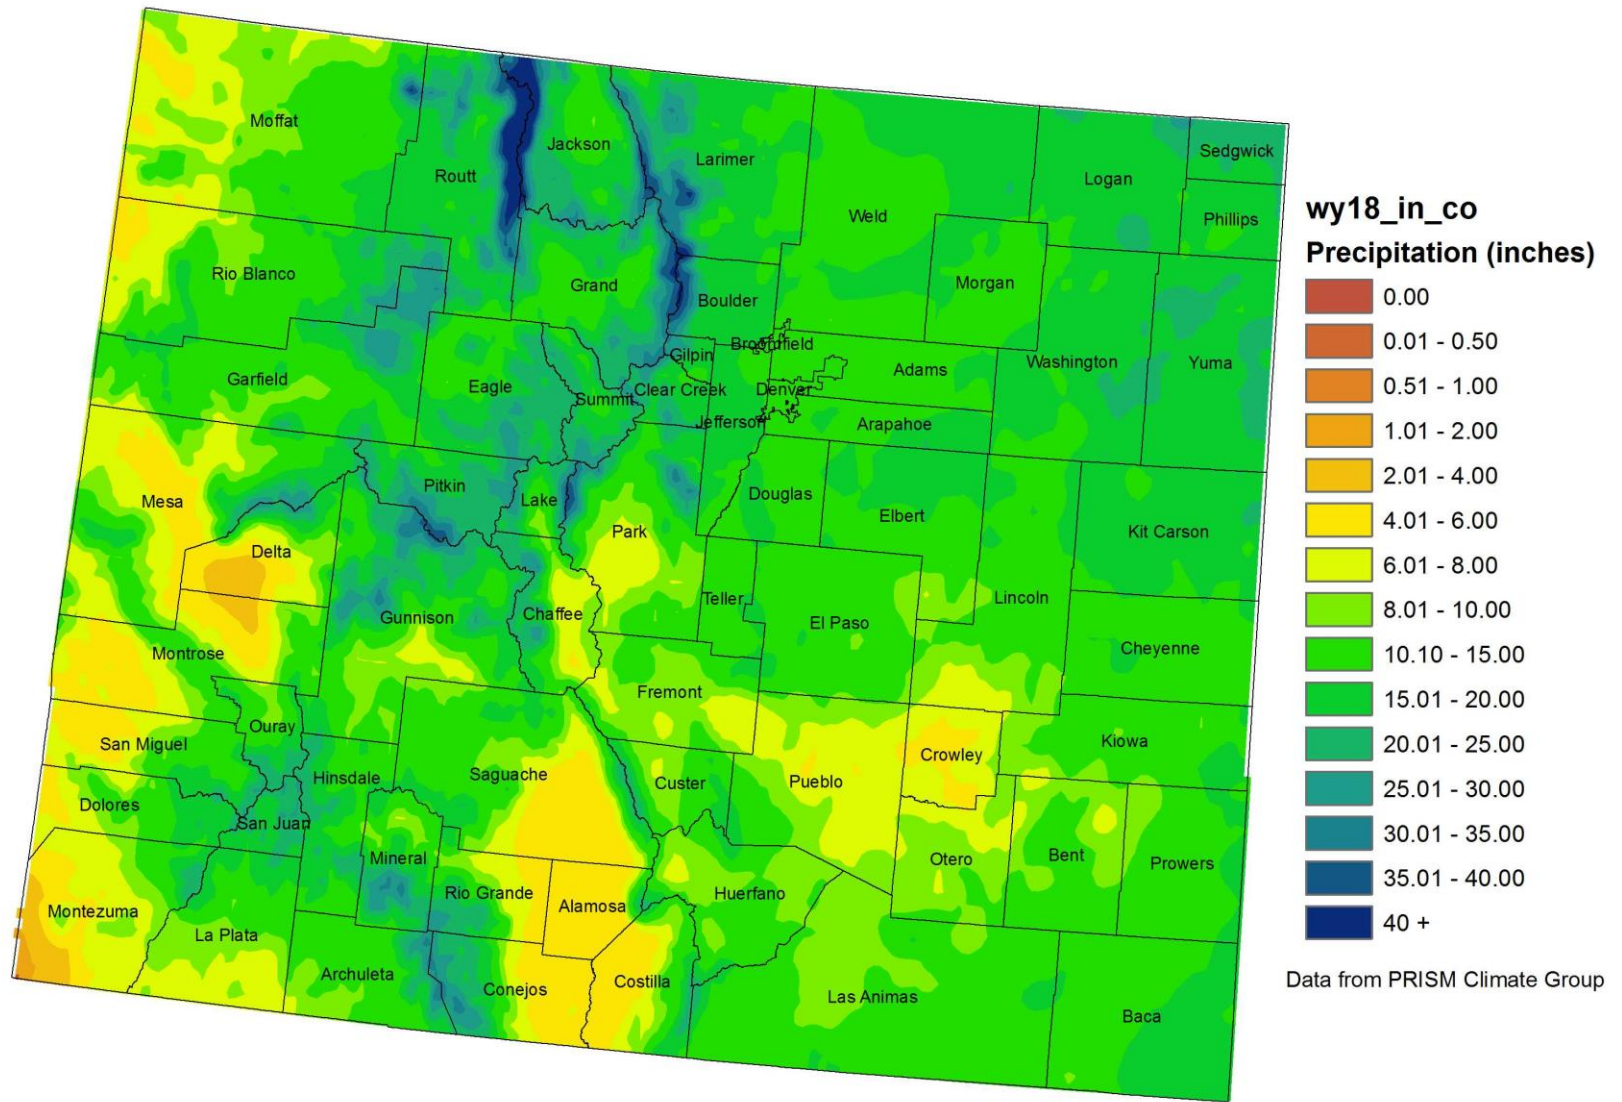 Moffat
Routt
Jackson
Larimer
Weld
Logan
Sedgwick
Phillips
Rio Blanco
Grand
Boulder
Morgan
Gilpin
Broomfield
Washington
Yuma
Garfield
Eagle
Summit
Clear Creek
Denver
Adams
Jefferson
Arapahoe
Mesa
Pitkin
Lake
Park
Douglas
Elbert
Kit Carson
Delta
Gunnison
Chaffee
Teller
El Paso
Lincoln
Cheyenne
Montrose
Fremont
Ouray
San Miguel
Hinsdale
Saguache
Custer
Pueblo
Crowley
Kiowa
Dolores
San Juan
Mineral
Rio Grande
Alamosa
Huerfano
Otero
Bent
Prowers
Montezuma
La Plata
Archuleta
Conejos
Costilla
Las Animas
Baca
wy18_in_co
Precipitation (inches)
0.00
0.01 - 0.50
0.51 - 1.00
1.01 - 2.00
2.01 - 4.00
4.01 - 6.00
6.01 - 8.00
8.01 - 10.00
10.10 - 15.00
15.01 - 20.00
20.01 - 25.00
25.01 - 30.00
30.01 - 35.00
35.01 - 40.00
40 +
Data from PRISM Climate Group